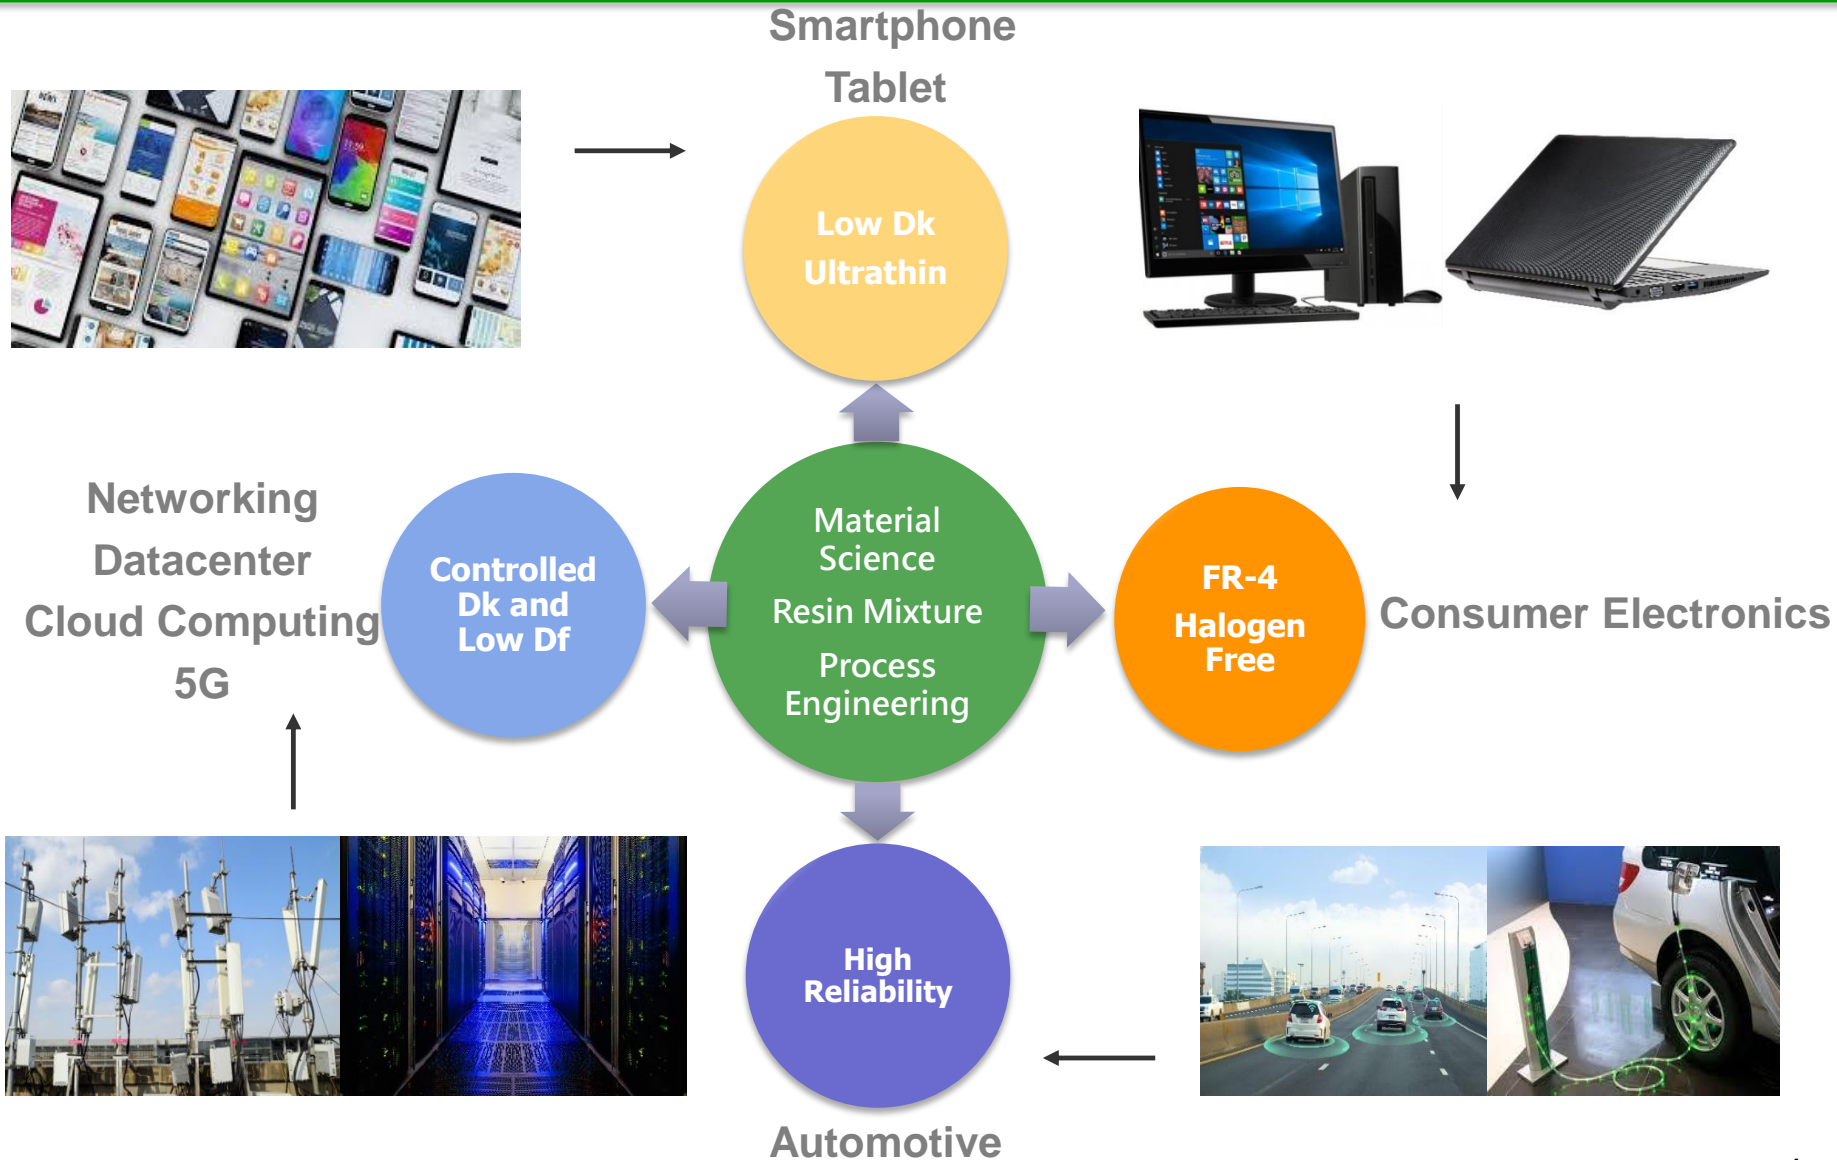 Smartphone
Tablet
Low Dk
Ultrathin
Networking
Datacenter
Cloud Computing
5G
Controlled
Dk and
Low Df
Material
Science
Resin Mixture
Process
Engineering
FR-4
Halogen
Free
Consumer Electronics
High
Reliability
Automotive